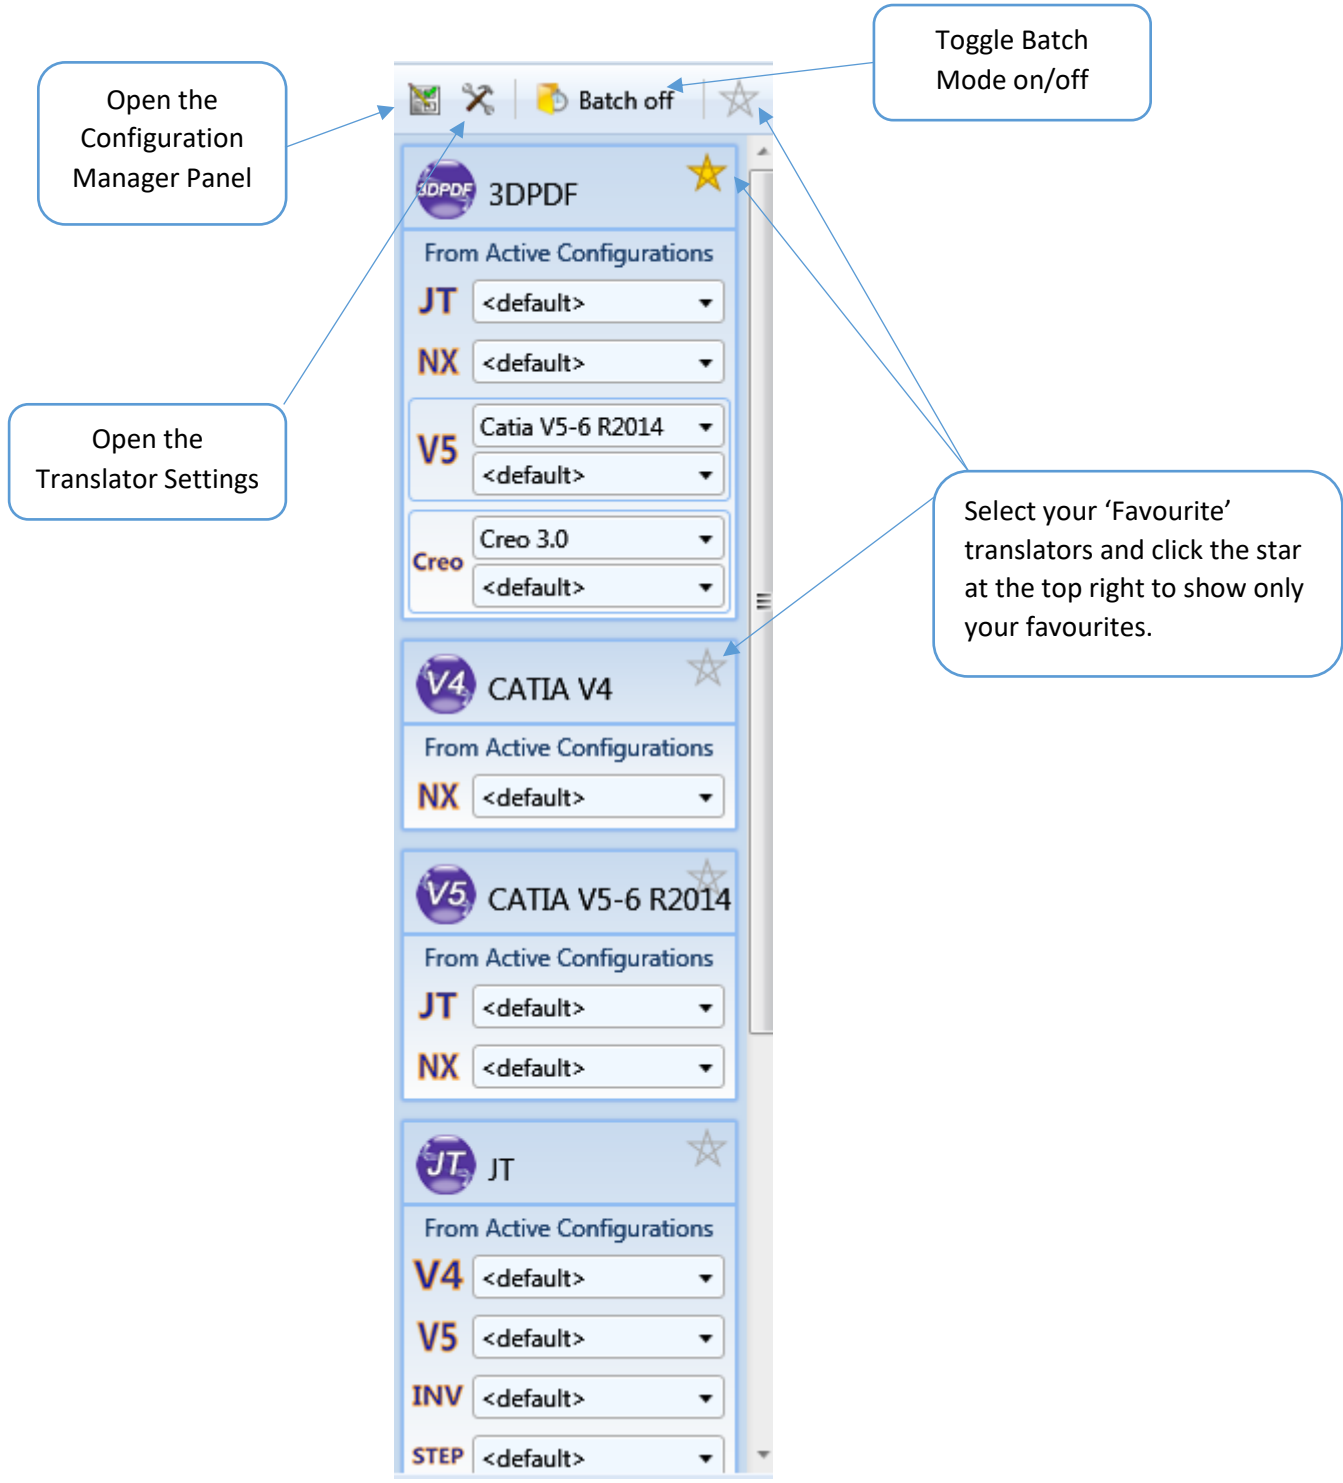 Toggle Batch
Mode on/off
Open the
Configuration
Manager Panel
Batch off
3DPDF
3DPDF
From Active Configurations
JT <default>
NX <default>
V5 Catia V5-6 R2014
<default>
Creo Creo 3.0
<default>
Open the
Translator Settings
Select your ‘Favourite’
translators and click the star
at the top right to show only
your favourites.
V4 CATIA V4
From Active Configurations
NX <default>
V5 CATIA V5-6 R2014
From Active Configurations
JT <default>
NX <default>
JT JT
From Active Configurations
V4 <default>
V5 <default>
INV <default>
STEP <default>